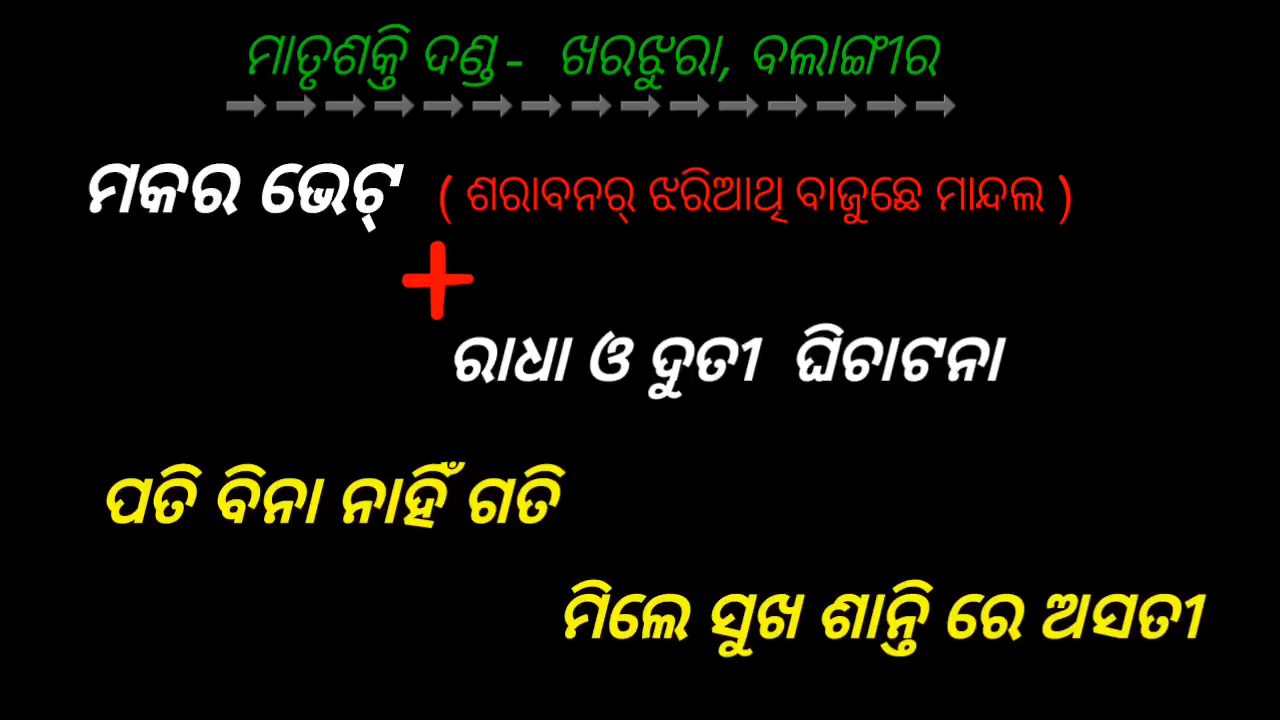 ମାତୃଶକ୍ତି ଦଣ୍ଡ - ଖରଝୁରା, ବଲାଙ୍ଗୀର
ମକର ଭେଟ୍ ( ଶରାବନର୍ ଝରିଆଥି ବାଜୁଛେ ମାନ୍ଦଲ )
+
ରାଧା ଓ ଦୁତୀ ଘିଚାଟନା
ପତି ବିନା ନାହିଁ ଗତି
ମିଲେ ସୁଖ ଶାନ୍ତି ରେ ଅସତୀ